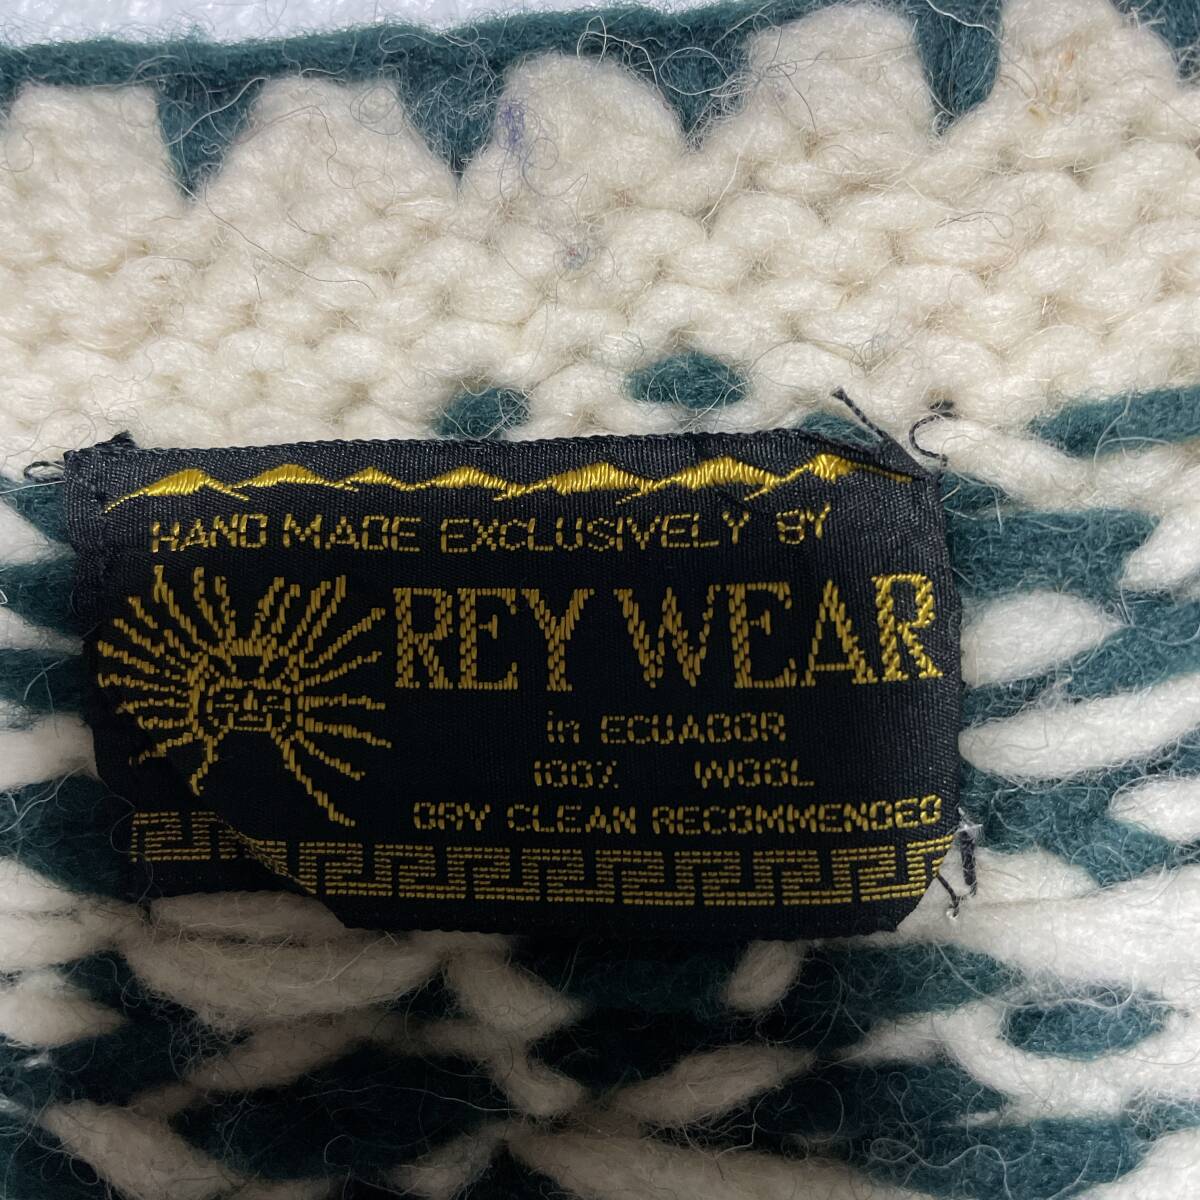 HAND MADE EXCLUSIVELY BY
REY WEAR
in ECUADOR
100% WOOL
DRY CLEAN RECOMMENDED